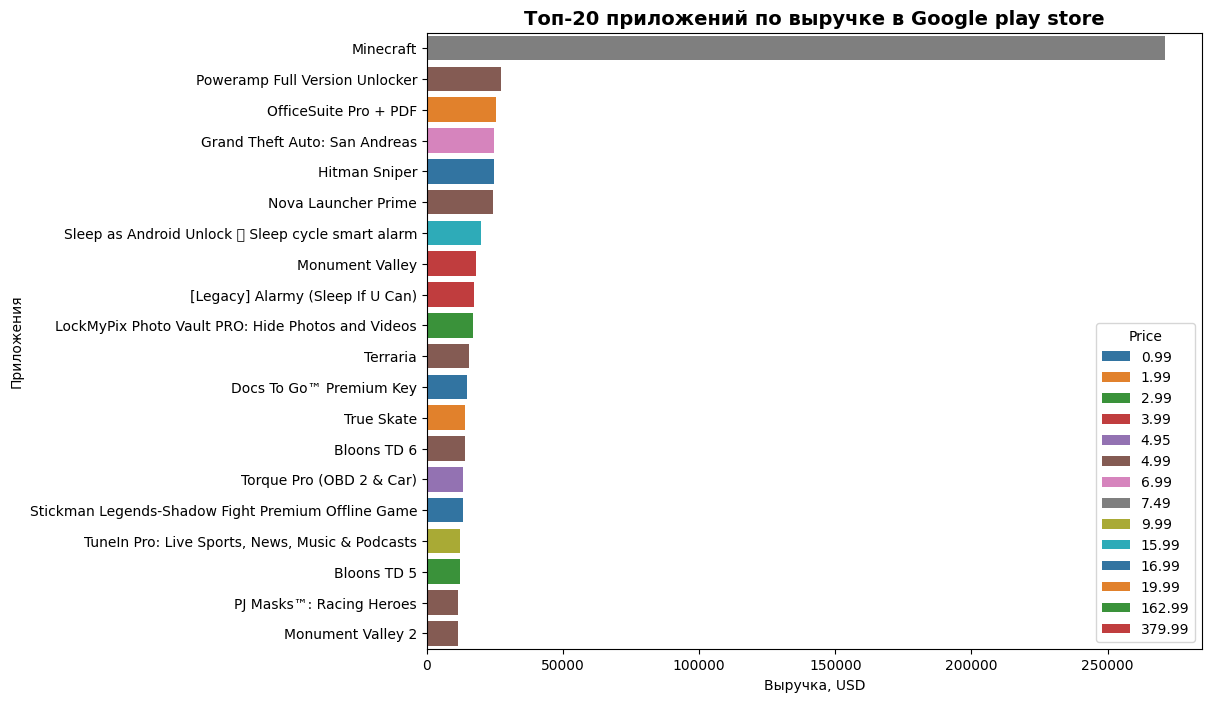 Топ-20 приложений по выручке в Google play store
Minecraft
Poweramp Full Version Unlocker
OfficeSuite Pro + PDF
Grand Theft Auto: San Andreas
Hitman Sniper
Nova Launcher Prime
Sleep as Android Unlock Sleep cycle smart alarm
Monument Valley
[Legacy] Alarmy (Sleep If U Can)
LockMyPix Photo Vault PRO: Hide Photos and Videos
Terraria
Docs To Go™ Premium Key
True Skate
Bloons TD 6
Torque Pro (OBD 2 & Car)
Stickman Legends-Shadow Fight Premium Offline Game
TuneIn Pro: Live Sports, News, Music & Podcasts
Bloons TD 5
PJ Masks™: Racing Heroes
Monument Valley 2
Приложения
Price
0.99
1.99
2.99
3.99
4.95
4.99
6.99
7.49
9.99
15.99
16.99
19.99
162.99
379.99
0 50000 100000 150000 200000 250000
Выручка, USD